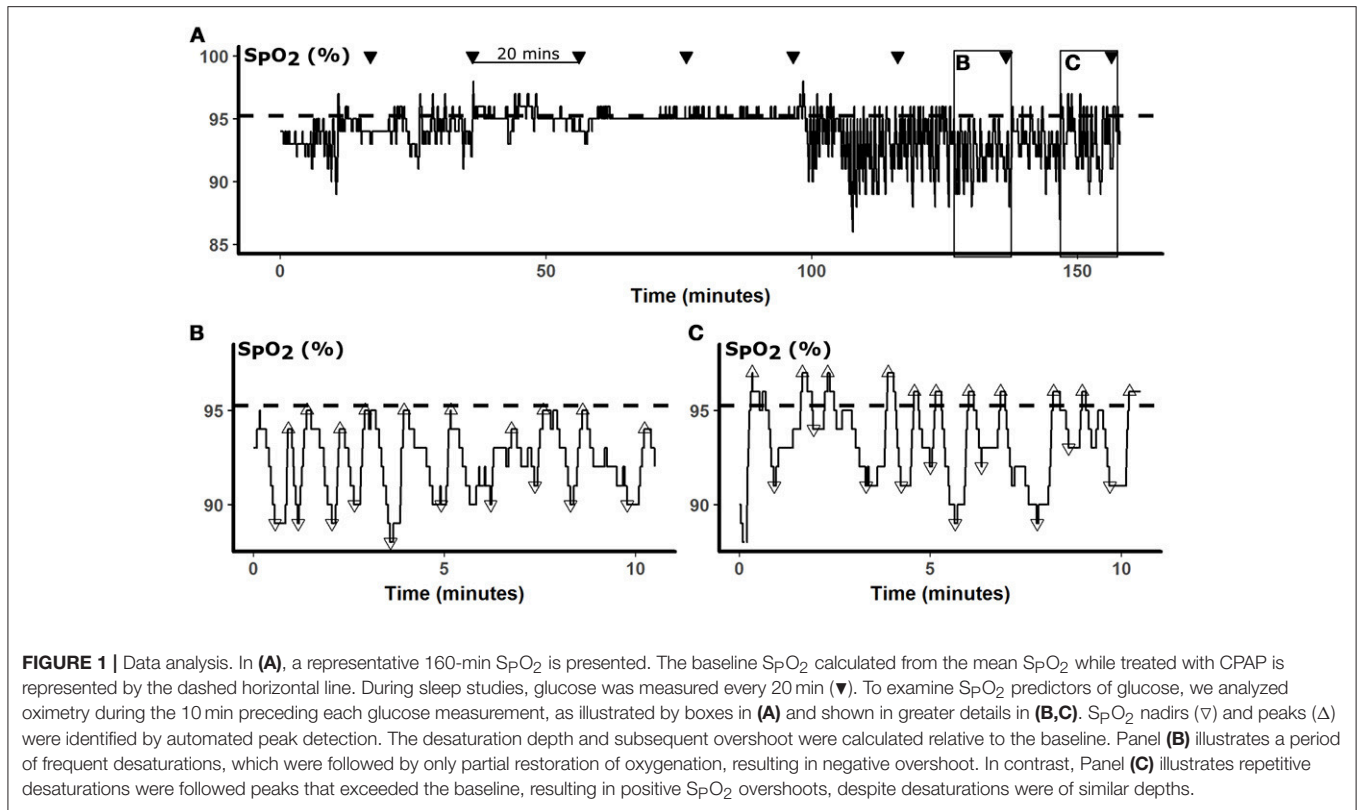 A
SpO2 (%)
20 mins
B
C
100
95
90
85
0
50
100
150
Time (minutes)
B
SpO2 (%)
95
90
0
5
10
Time (minutes)
C
SpO2 (%)
95
90
0
5
10
Time (minutes)
FIGURE 1 | Data analysis. In (A), a representative 160-min SPO2 is presented. The baseline SPO2 calculated from the mean SPO2 while treated with CPAP is
represented by the dashed horizontal line. During sleep studies, glucose was measured every 20 min (▼). To examine SPO2 predictors of glucose, we analyzed
oximetry during the 10 min preceding each glucose measurement, as illustrated by boxes in (A) and shown in greater details in (B,C). SPO2 nadirs (▽) and peaks (Δ)
were identified by automated peak detection. The desaturation depth and subsequent overshoot were calculated relative to the baseline. Panel (B) illustrates a period
of frequent desaturations, which were followed by only partial restoration of oxygenation, resulting in negative overshoot. In contrast, Panel (C) illustrates repetitive
desaturations were followed peaks that exceeded the baseline, resulting in positive SPO2 overshoots, despite desaturations were of similar depths.